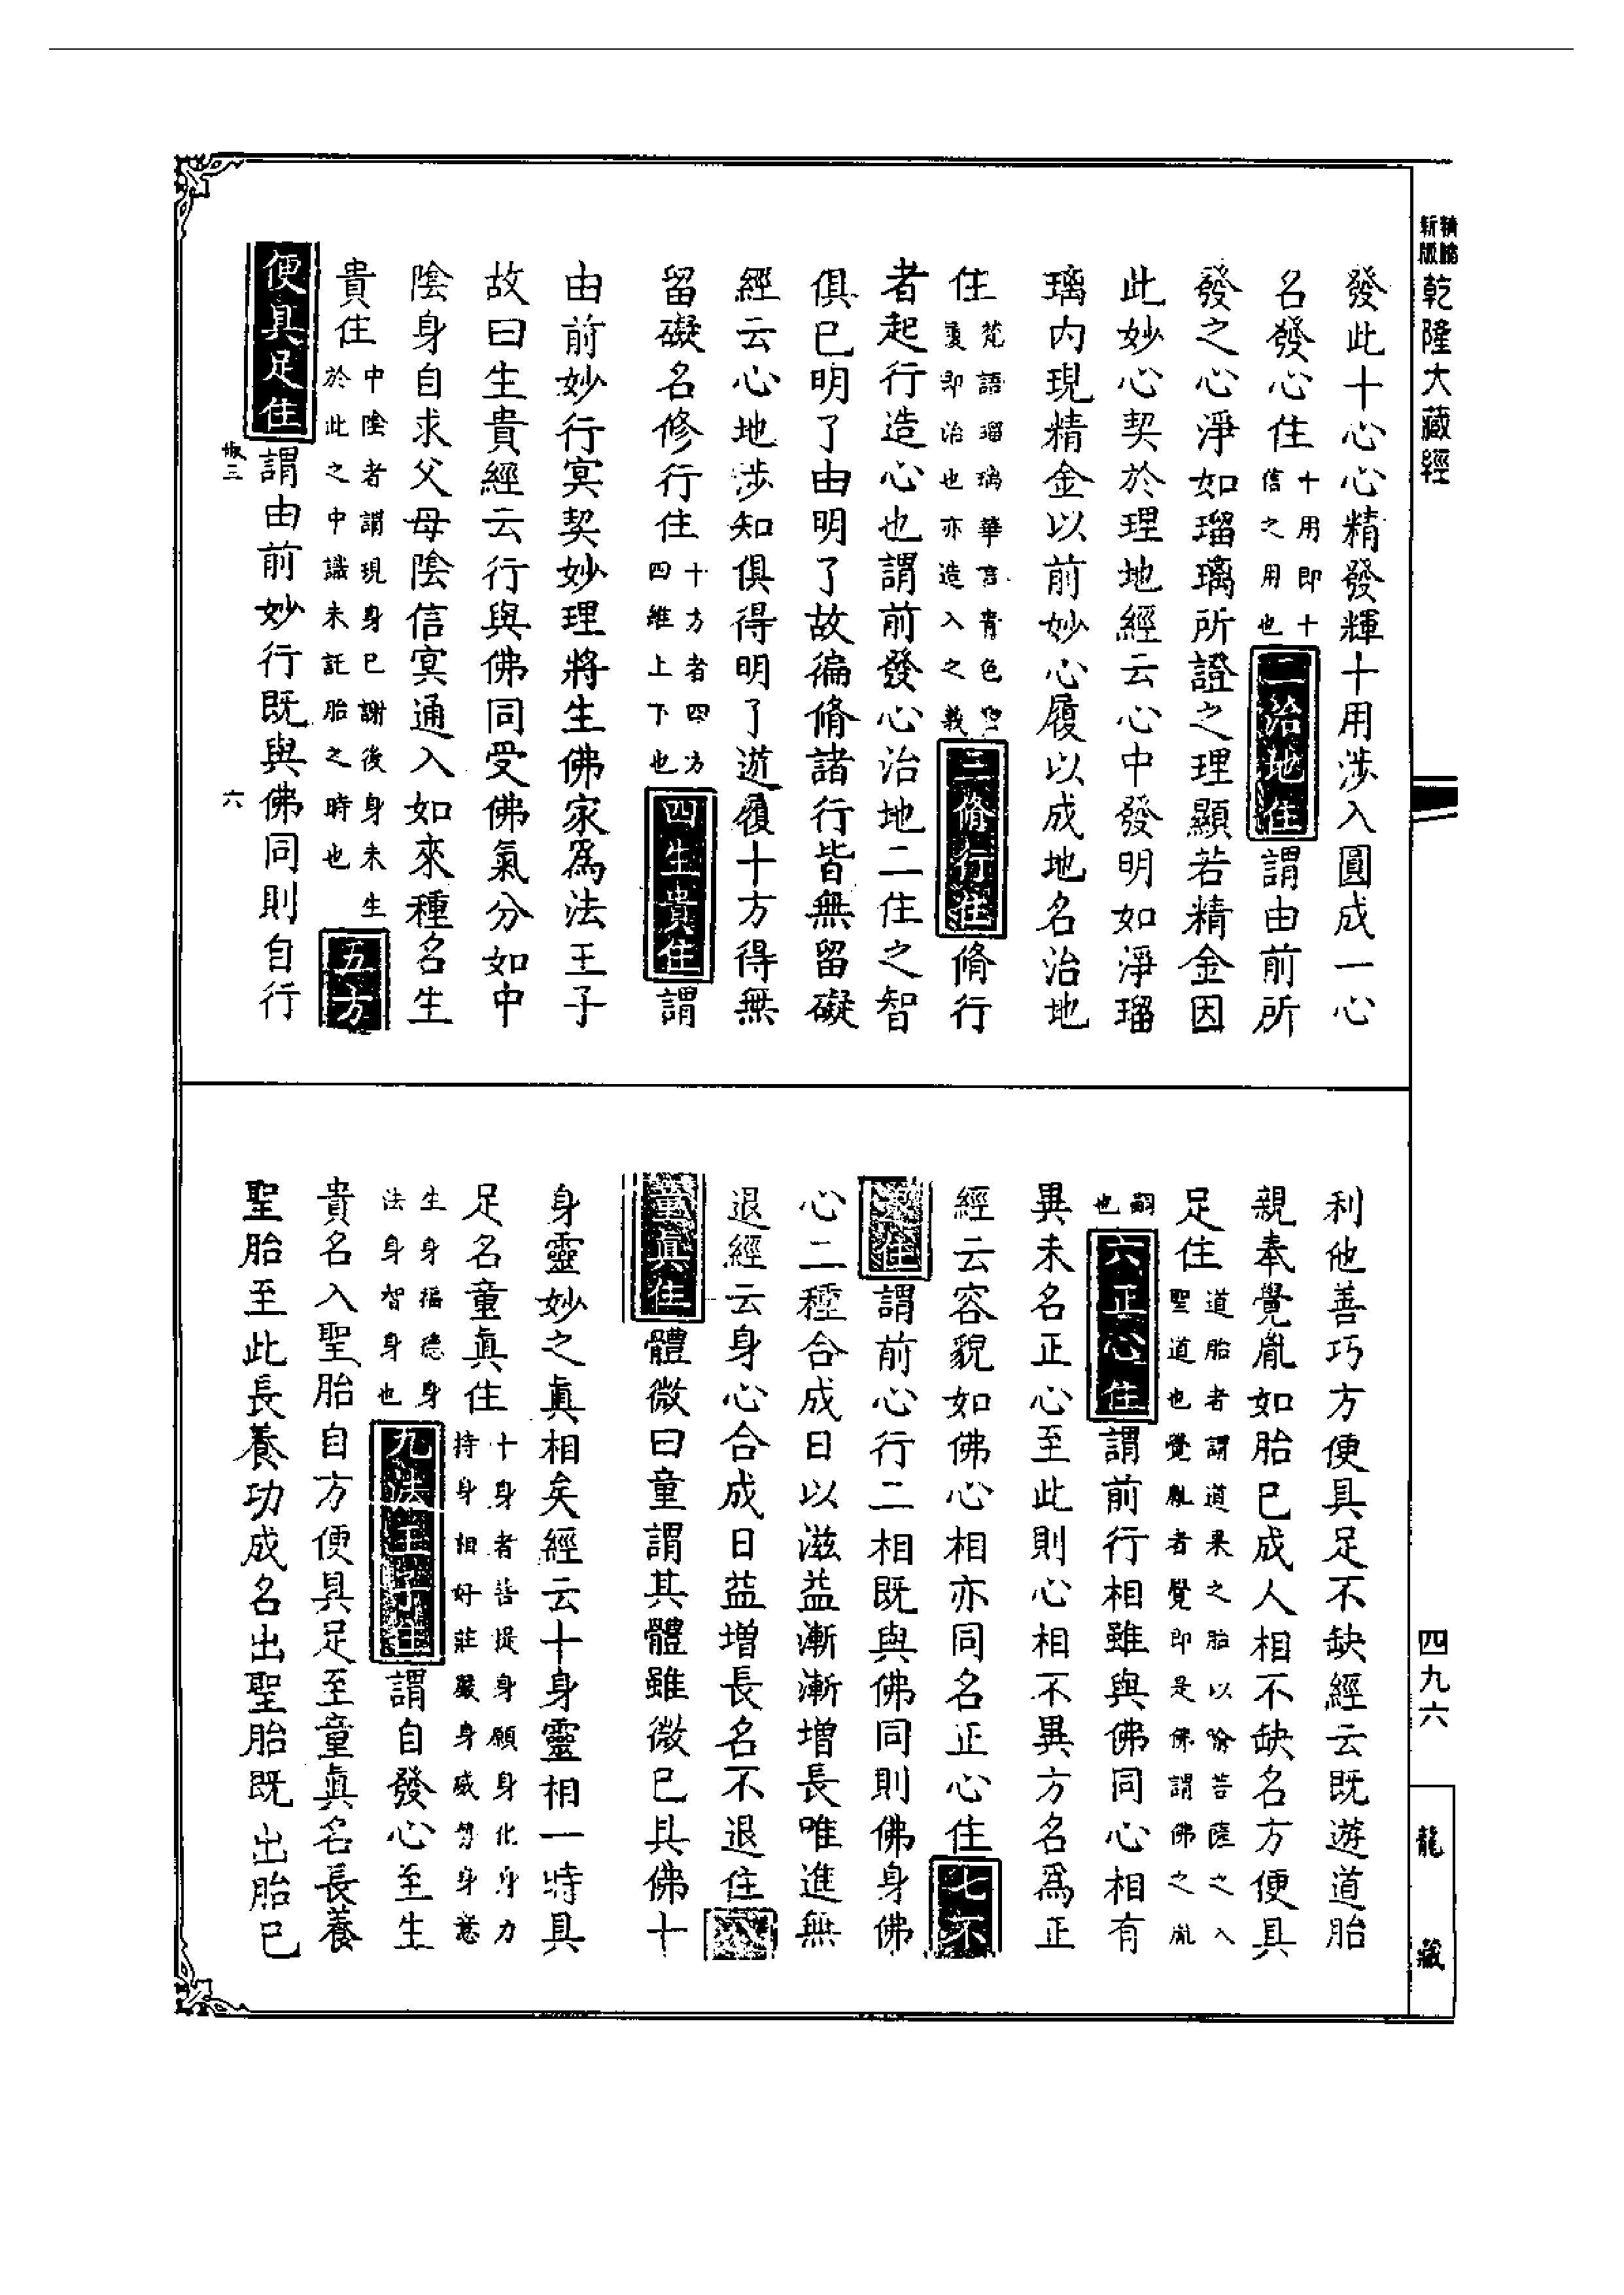 精縮新版乾隆大藏經
發此十心心精發輝十用涉入圓成一心
名發心住十用即十信之用也二治地住謂由前所
發之心淨如瑠璃所證之理顯若精金因
此妙心契於理地經云心中發明如淨瑠
璃內現精金以前妙心履以成地名治地
住梵語瑠璃華言青色寶履即治也亦造入之義三脩行住脩行
者起行造心也謂前發心治地二住之智
俱已明了由明了故徧脩諸行皆無留礙
經云心地涉知俱得明了遊履十方得無
留礙名修行住十方者四方四維上下也四生貴住謂
由前妙行冥契妙理將生佛家為法王子
故曰生貴經云行與佛同受佛氣分如中
陰身自求父母陰信冥通入如來種名生
貴住中陰者謂現身已謝後身未生於此之中識未託胎之時也五方
便具足住謂由前妙行既與佛同則自行
六
利他善巧方便具足不缺經云既遊道胎
親奉覺胤如胎已成人相不缺名方便具
足住道胎者謂道果之胎以喻菩薩之入聖道也覺胤者覺即是佛謂佛之胤
嗣也六正心住謂前行相雖與佛同心相有
異未名正心至此則心相不異方名為正
經云容貌如佛心相亦同名正心住七不
退住謂前心行二相既與佛同則佛身佛
心二種合成日以滋益漸漸增長唯進無
退經云身心合成日益增長名不退住八
童真住體微曰童謂其體雖微已具佛十
身靈妙之真相矣經云十身靈相一時具
足名童真住十身者菩提身願身化身力持身相好莊嚴身威勢身意
生身福德身法身智身也九法王子住謂自發心至生
貴名入聖胎自方便具足至童真名長養
聖胎至此長養功成名出聖胎既出胎已
四九六
龍藏